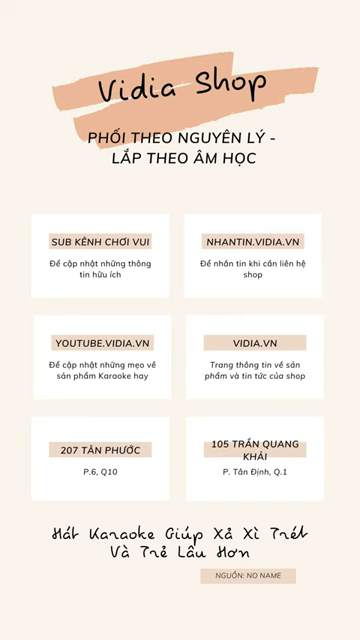 Vidia Shop
PHỐI THEO NGUYÊN LÝ -
LẮP THEO ÂM HỌC
SUB KÊNH CHƠI VUI
Để cập nhật những thông
tin hữu ích
NHANTIN.VIDIA.VN
Để nhắn tin khi cần liên hệ
shop
YOUTUBE.VIDIA.VN
Để cập nhật những mẹo về
sản phẩm Karaoke hay
VIDIA.VN
Trang thông tin về sản
phẩm và tin tức của shop
207 TÂN PHƯỚC
P.6, Q10
105 TRẦN QUANG
KHẢI
P. Tân Định, Q.1
Hát Karaoke Giúp Xả Xì Trét
Và Trẻ Lâu Hơn
NGUỒN: NO NAME